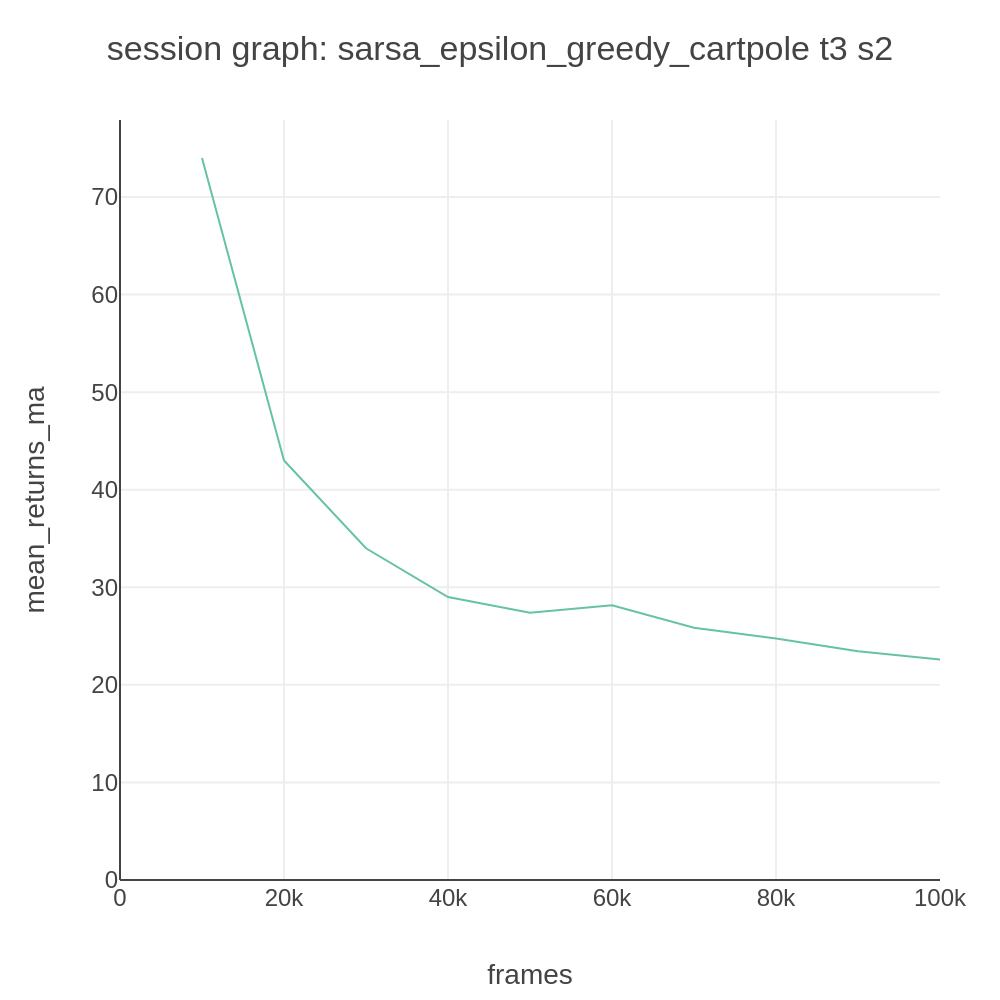 session graph: sarsa_epsilon_greedy_cartpole t3 s2
mean_returns_ma
70
60
50
40
30
20
10
0
0
20k
40k
60k
80k
100k
frames